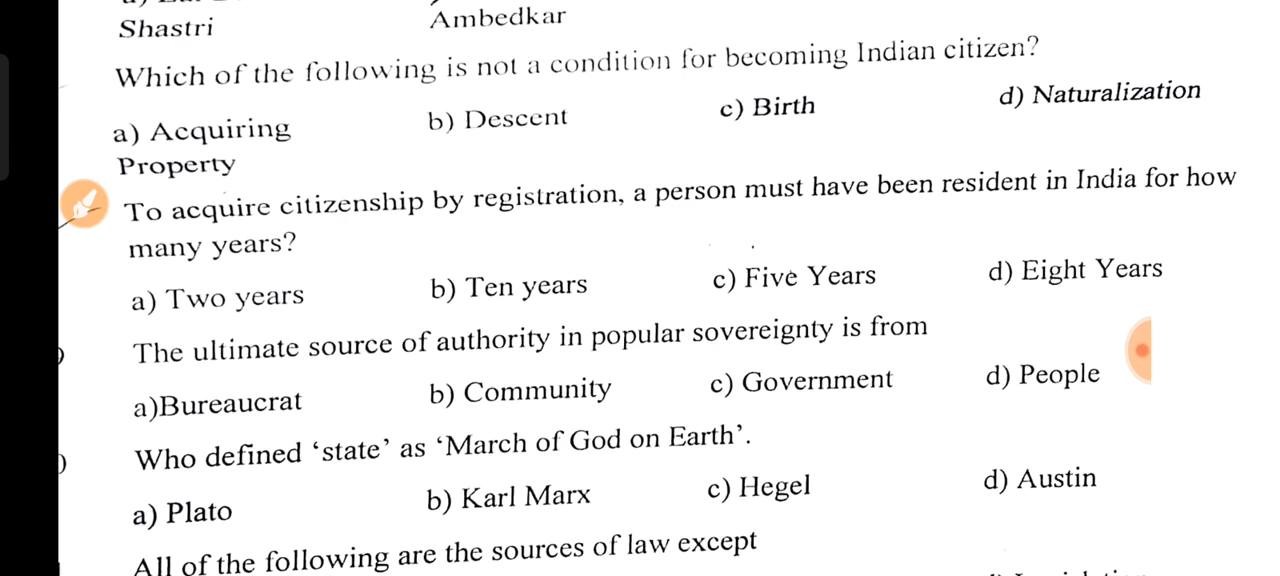 Shastri
Ambedkar
Which of the following is not a condition for becoming Indian citizen?
a) Acquiring Property
b) Descent
c) Birth
d) Naturalization
To acquire citizenship by registration, a person must have been resident in India for how
many years?
a) Two years
b) Ten years
c) Five Years
d) Eight Years
The ultimate source of authority in popular sovereignty is from
a)Bureaucrat
b) Community
c) Government
d) People
Who defined ‘state’ as ‘March of God on Earth’.
a) Plato
b) Karl Marx
c) Hegel
d) Austin
All of the following are the sources of law except